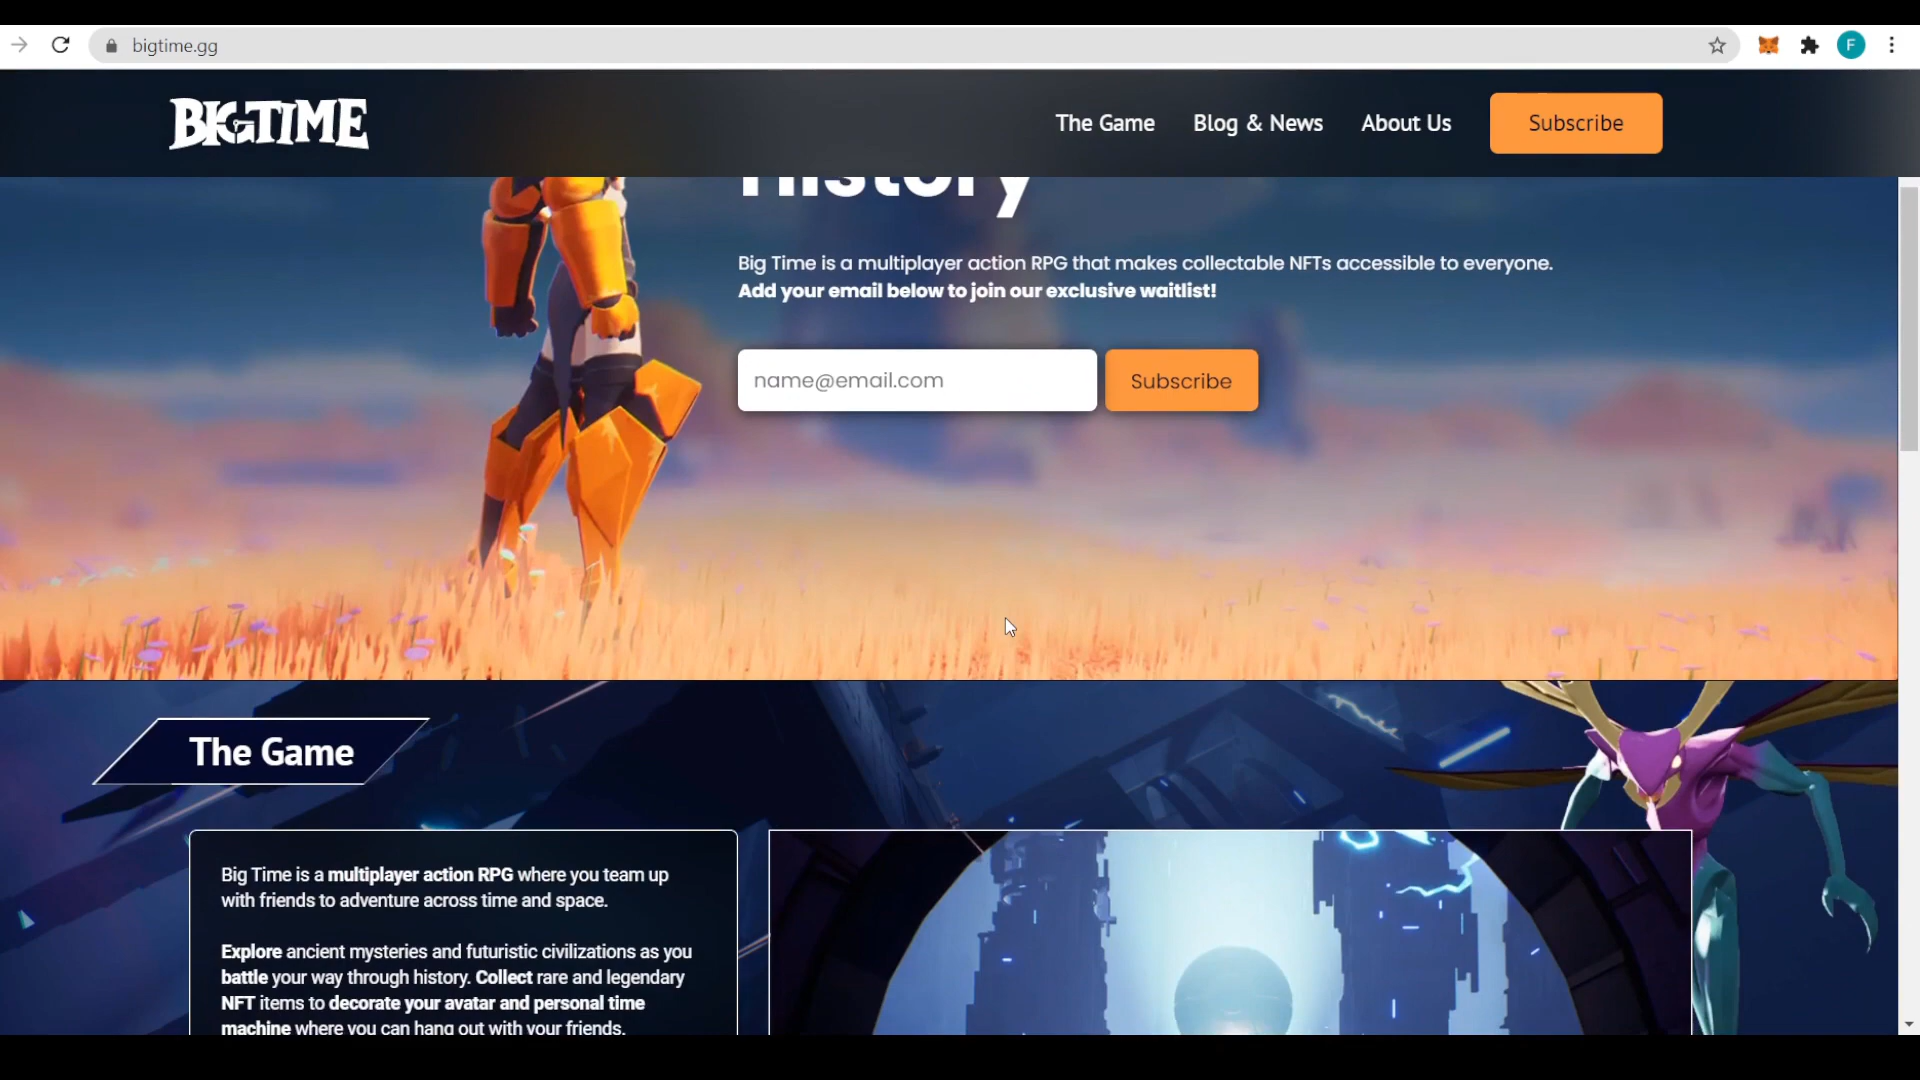 bigtime.gg
F
BIGTIME
The Game
Blog & News
About Us
Subscribe
History
Big Time is a multiplayer action RPG that makes collectable NFTs accessible to everyone.
Add your email below to join our exclusive waitlist!
name@email.com
Subscribe
The Game
Big Time is a multiplayer action RPG where you team up
with friends to adventure across time and space.
Explore ancient mysteries and futuristic civilizations as you
battle your way through history. Collect rare and legendary
NFT items to decorate your avatar and personal time
machine where you can hang out with your friends.